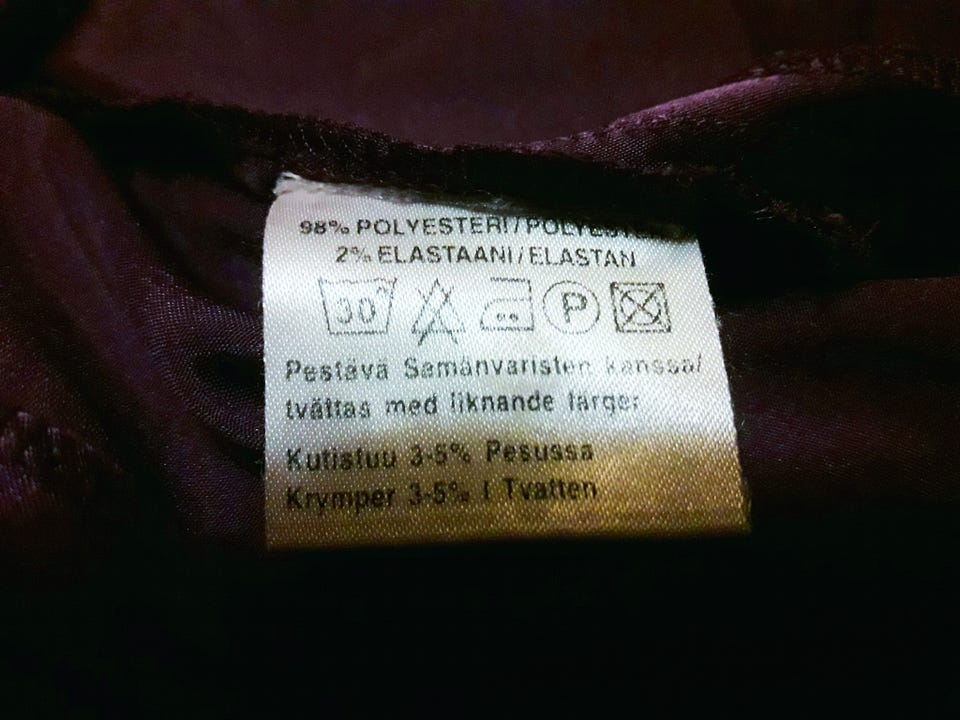 98% POLYESTERI/POLYESTER
2% ELASTAANI/ELASTAN
30° P
Pestävä Samänvaristen kanssa/
tvättas med liknande färger
Kutistuu 3-5% Pesussa
Krymper 3-5% I Tvatten